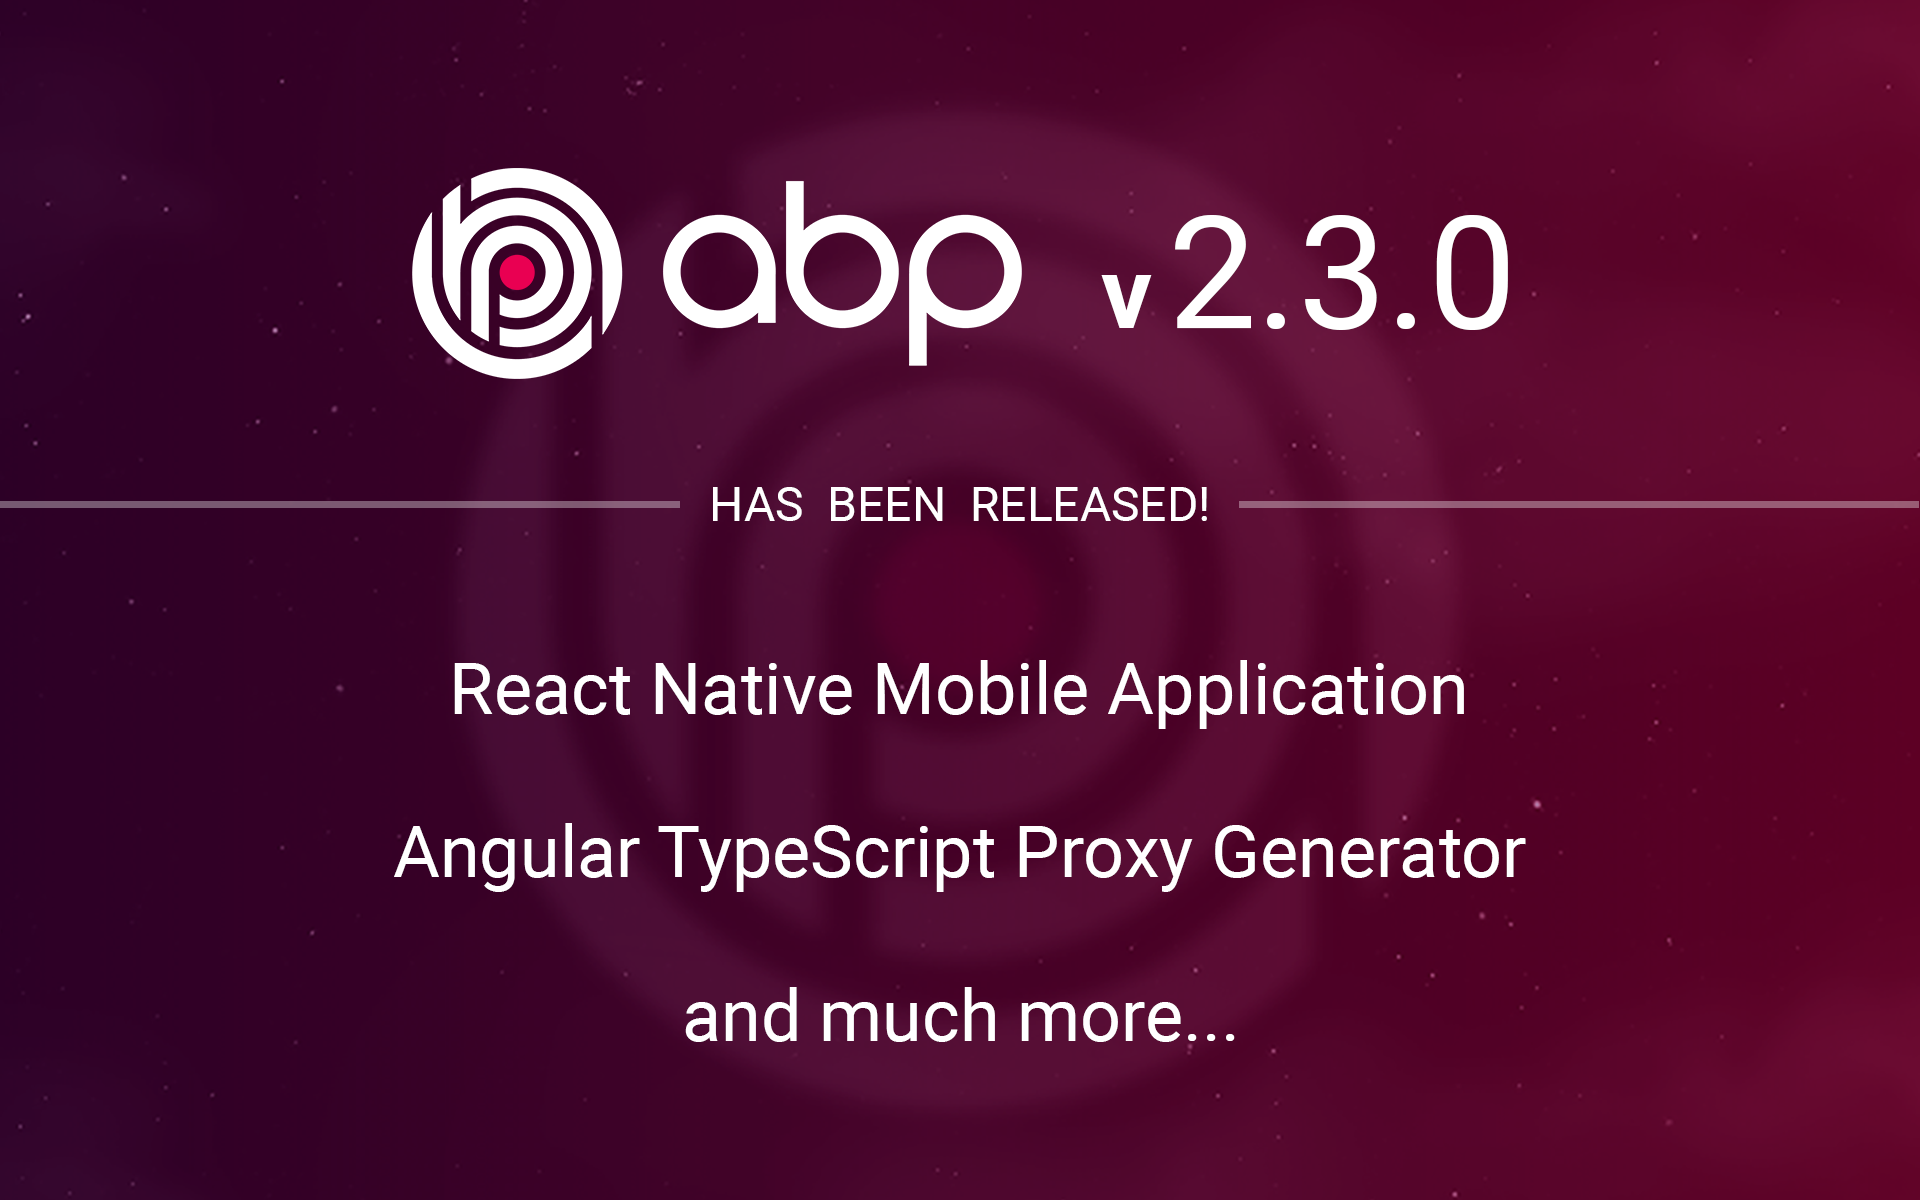 abp v2.3.0
HAS BEEN RELEASED!
React Native Mobile Application
Angular TypeScript Proxy Generator
and much more...